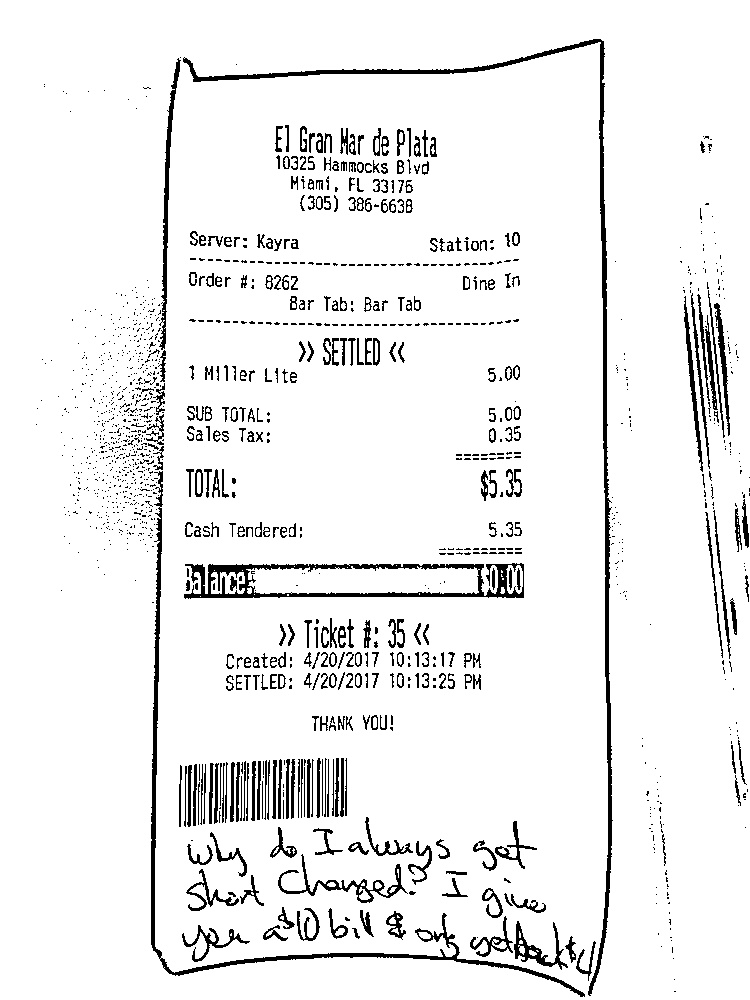 El Gran Mar de Plata
10325 Hammocks Blvd
Miami, FL 33176
(305) 386-6638
Server: Kayra Station: 10
Order #: 8262 Dine In
Bar Tab: Bar Tab
>> SETTLED <<
1 Miller Lite 5.00
SUB TOTAL: 5.00
Sales Tax: 0.35
TOTAL: $5.35
Cash Tendered: 5.35
Balance: $0.00
>> Ticket #: 35 <<
Created: 4/20/2017 10:13:17 PM
SETTLED: 4/20/2017 10:13:25 PM
THANK YOU!
Why do I always get
Short Changed? I give
you a $10 bill & only get back $4